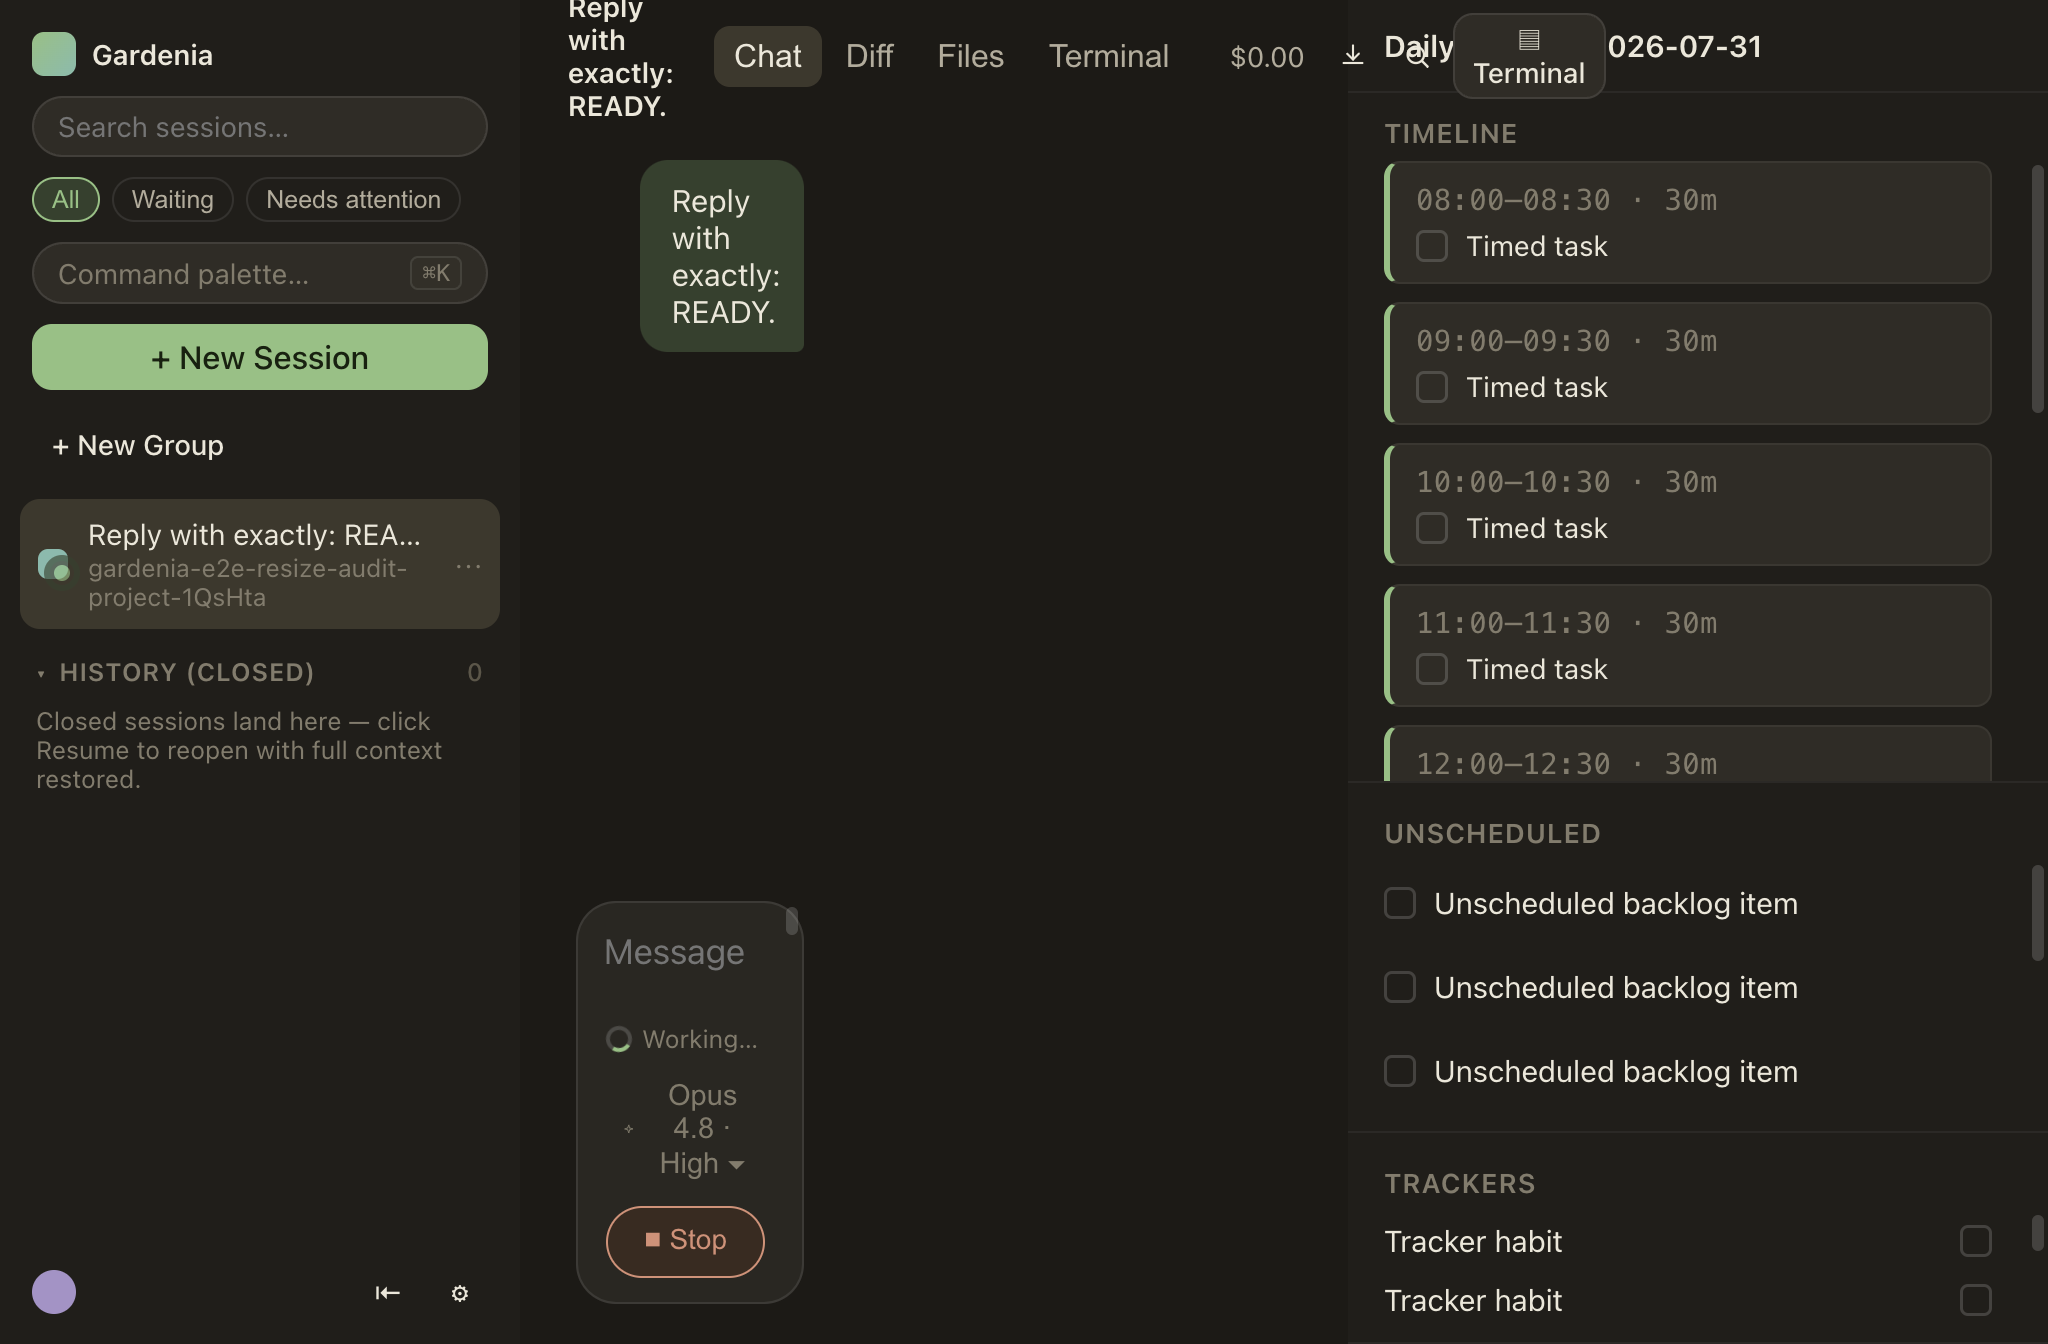 Gardenia
Search sessions...
All
Waiting
Needs attention
Command palette...
⌘K
+ New Session
+ New Group
Reply with exactly: REA...
gardenia-e2e-resize-audit-
project-1QsHta
HISTORY (CLOSED)
0
Closed sessions land here — click
Resume to reopen with full context
restored.
Reply
with
exactly:
READY.
Chat
Diff
Files
Terminal
$0.00
Reply
with
exactly:
READY.
Message
Working...
Opus
4.8 ·
High
Stop
Daily
Terminal
026-07-31
TIMELINE
08:00–08:30 · 30m
Timed task
09:00–09:30 · 30m
Timed task
10:00–10:30 · 30m
Timed task
11:00–11:30 · 30m
Timed task
12:00–12:30 · 30m
UNSCHEDULED
Unscheduled backlog item
Unscheduled backlog item
Unscheduled backlog item
TRACKERS
Tracker habit
Tracker habit